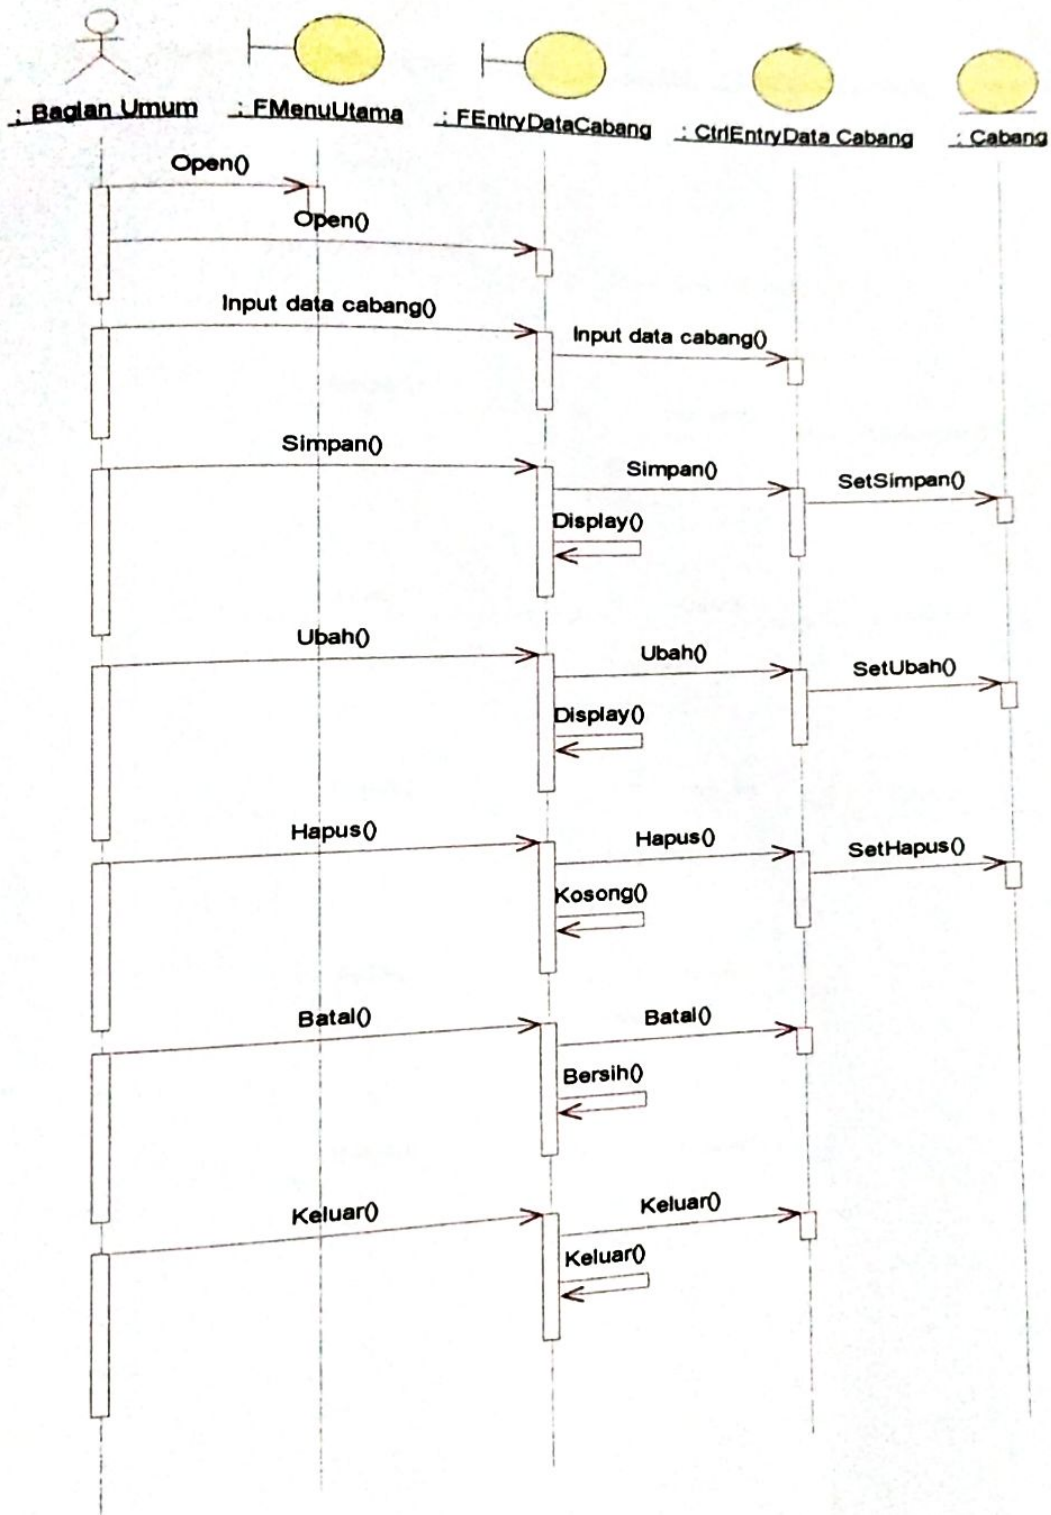 : Bagian Umum
: FMenuUtama
: FEntryDataCabang
: CtrlEntryData Cabang
: Cabang
Open()
Open()
Input data cabang()
Input data cabang()
Simpan()
Simpan()
SetSimpan()
Display()
Ubah()
Ubah()
SetUbah()
Display()
Hapus()
Hapus()
SetHapus()
Kosong()
Batal()
Batal()
Bersih()
Keluar()
Keluar()
Keluar()